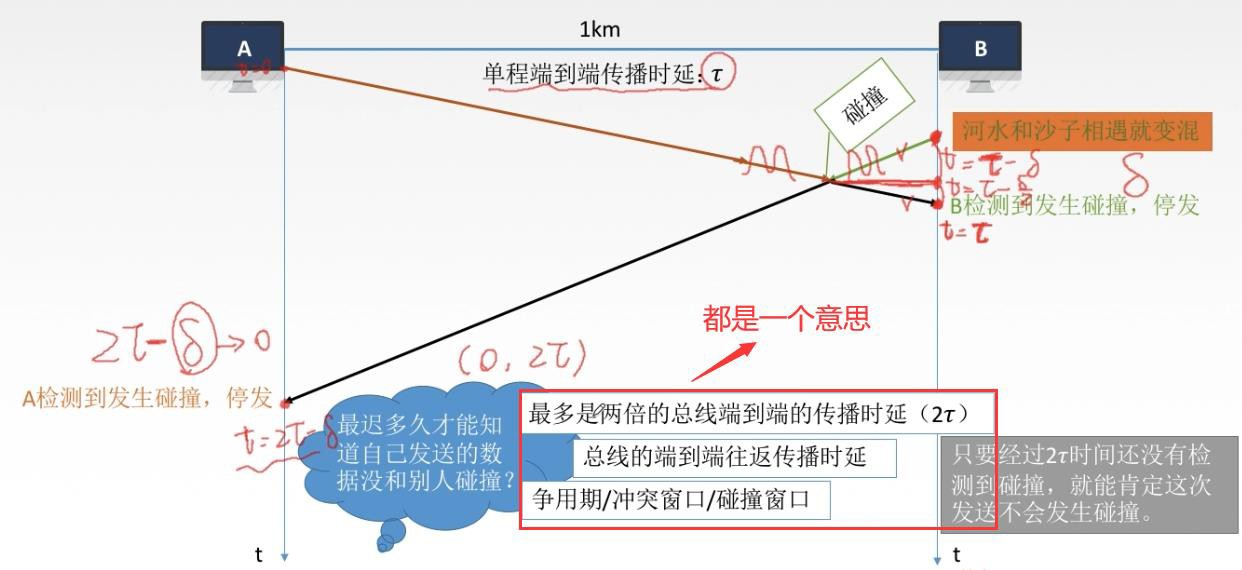 1km
A
B
t=0
单程端到端传播时延：τ
碰撞
河水和沙子相遇就变混
t=τ-δ
δ
t=τ-δ/2
B检测到发生碰撞，停发
t=τ
都是一个意思
2τ-δ→0
(0, 2τ)
A检测到发生碰撞，停发
t=2τ-δ
最迟多久才能知
道自己发送的数
据没和别人碰撞？
最多是两倍的总线端到端的传播时延（2τ）
总线的端到端往返传播时延
争用期/冲突窗口/碰撞窗口
只要经过2τ时间还没有检
测到碰撞，就能肯定这次
发送不会发生碰撞。
t
t